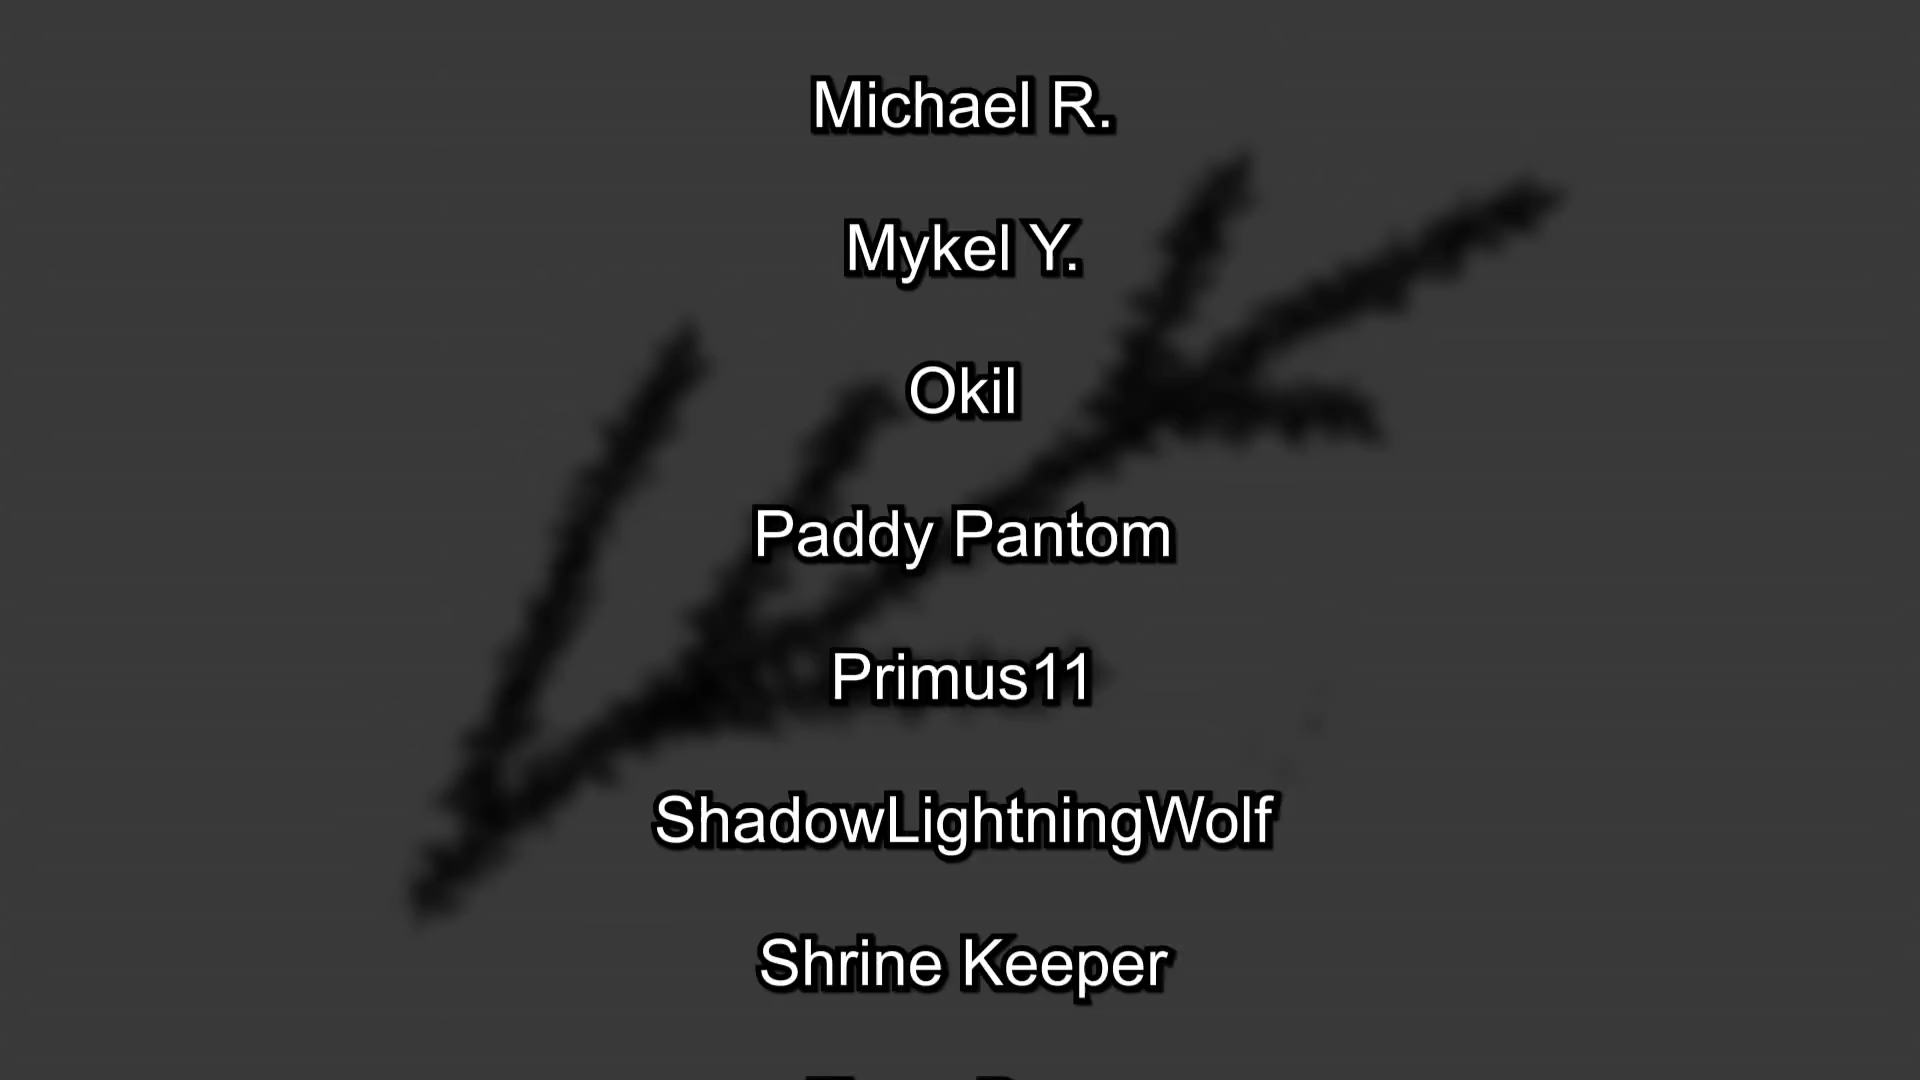 Michael R.
Mykel Y.
Okil
Paddy Pantom
Primus11
ShadowLightningWolf
Shrine Keeper